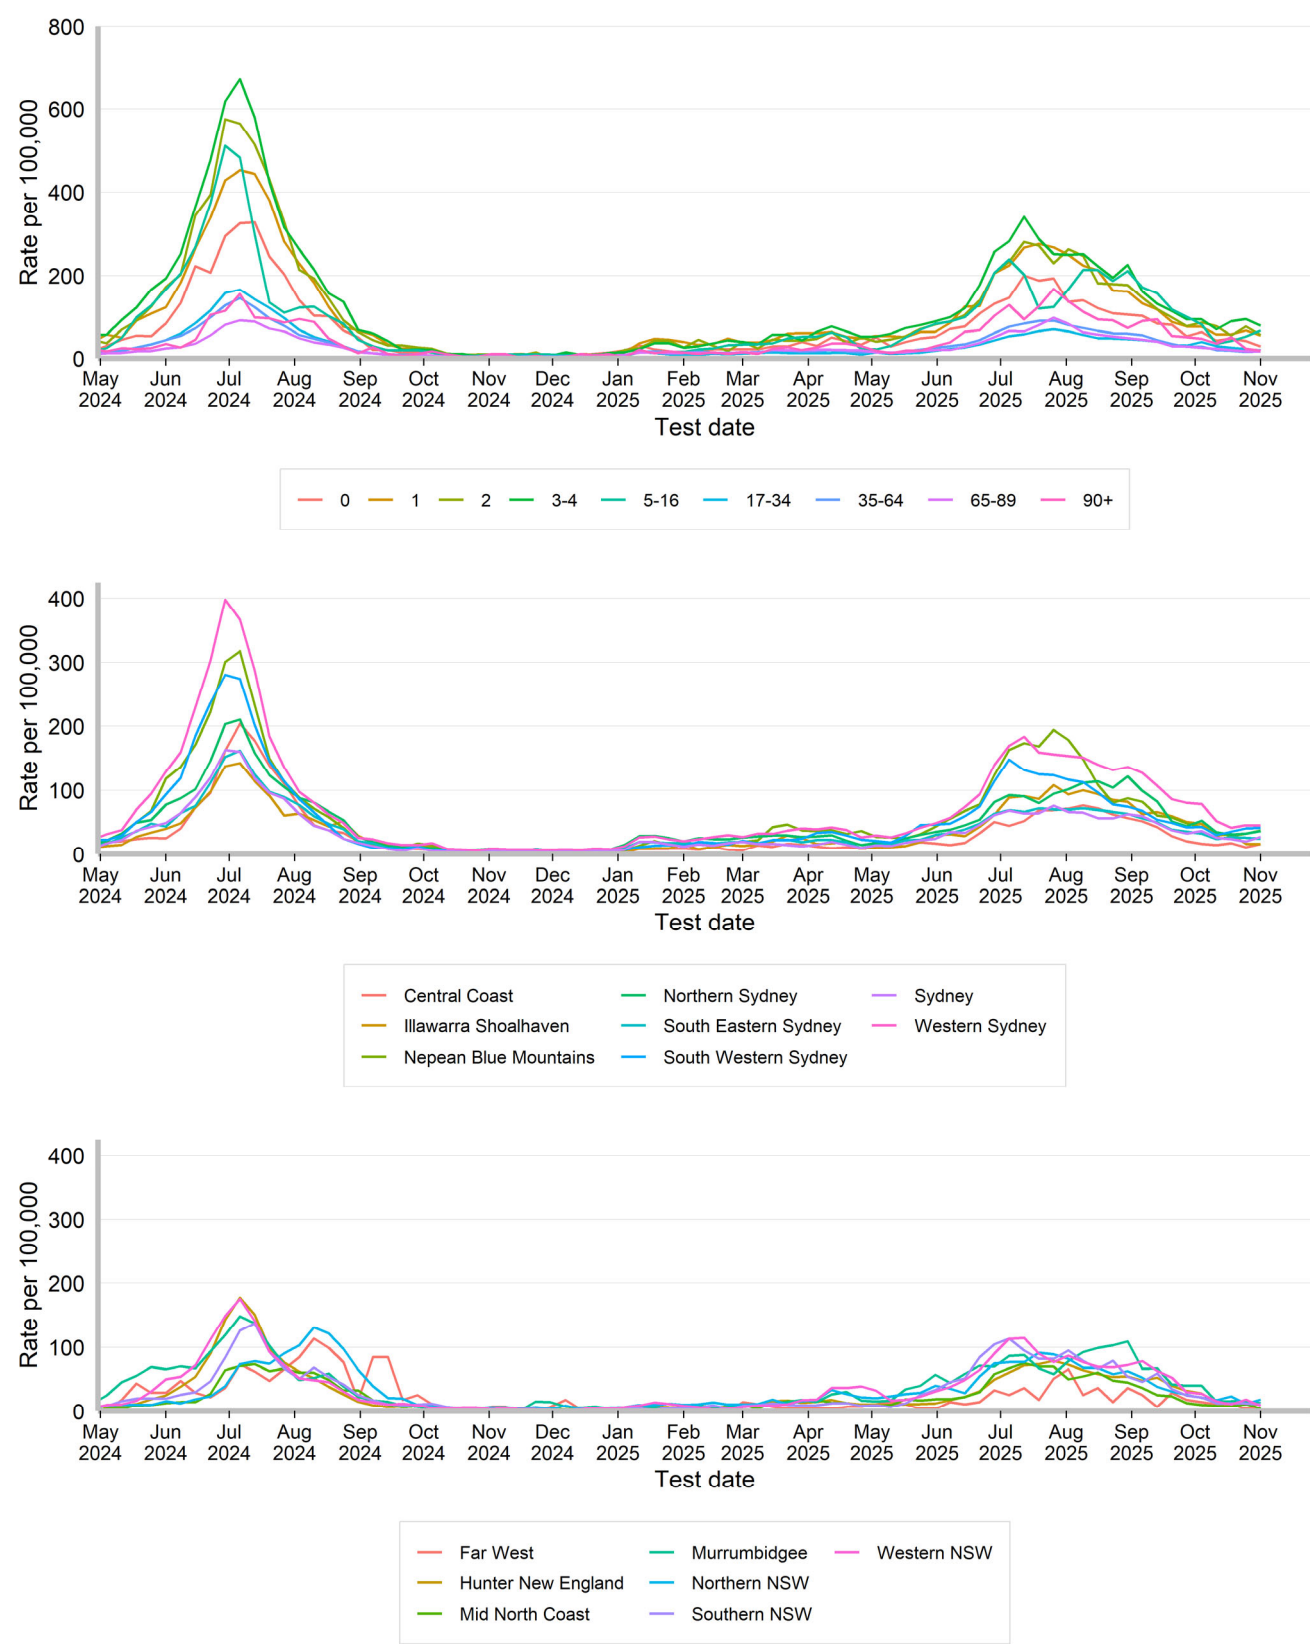 800
600
400
200
0
Rate per 100,000
May Jun Jul Aug Sep Oct Nov Dec Jan Feb Mar Apr May Jun Jul Aug Sep Oct Nov
2024 2024 2024 2024 2024 2024 2024 2024 2025 2025 2025 2025 2025 2025 2025 2025 2025 2025 2025
Test date
0 1 2 3-4 5-16 17-34 35-64 65-89 90+
400
300
200
100
0
Rate per 100,000
May Jun Jul Aug Sep Oct Nov Dec Jan Feb Mar Apr May Jun Jul Aug Sep Oct Nov
2024 2024 2024 2024 2024 2024 2024 2024 2025 2025 2025 2025 2025 2025 2025 2025 2025 2025 2025
Test date
Central Coast Northern Sydney Sydney
Illawarra Shoalhaven South Eastern Sydney Western Sydney
Nepean Blue Mountains South Western Sydney
400
300
200
100
0
Rate per 100,000
May Jun Jul Aug Sep Oct Nov Dec Jan Feb Mar Apr May Jun Jul Aug Sep Oct Nov
2024 2024 2024 2024 2024 2024 2024 2024 2025 2025 2025 2025 2025 2025 2025 2025 2025 2025 2025
Test date
Far West Murrumbidgee Western NSW
Hunter New England Northern NSW
Mid North Coast Southern NSW